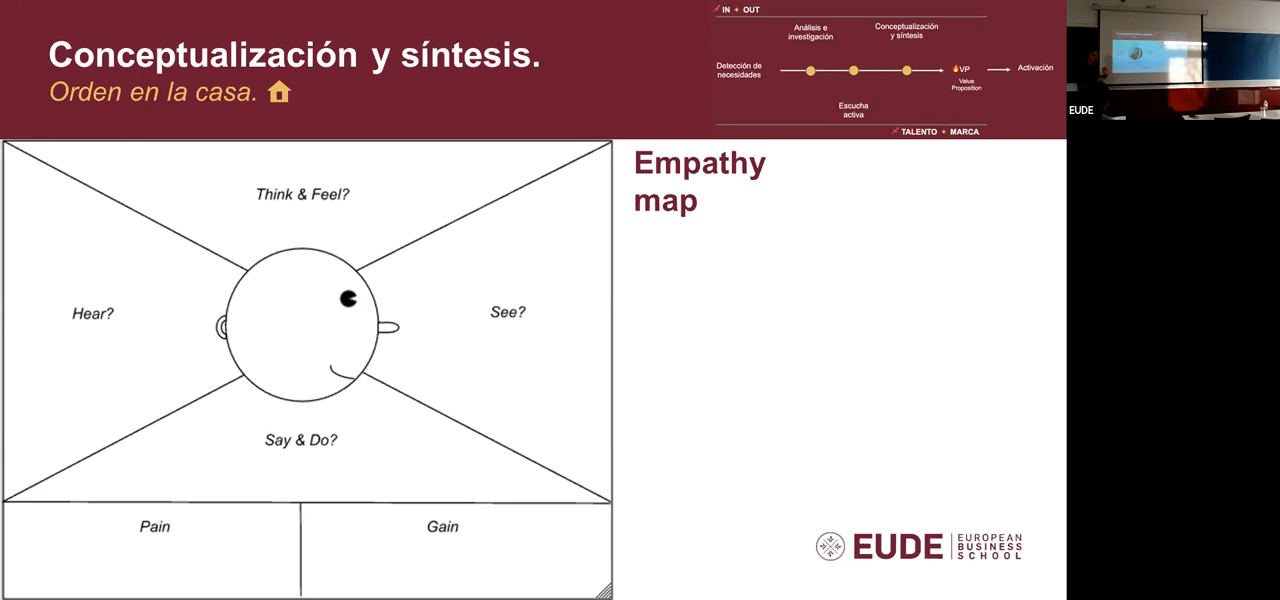 Conceptualización y síntesis.
Orden en la casa.
IN + OUT
Análisis e
investigación
Conceptualización
y síntesis
Detección de
necesidades
VP
Value
Proposition
Activación
Escucha
activa
TALENTO + MARCA
EUDE
Think & Feel?
Hear?
See?
Say & Do?
Pain
Gain
Empathy
map
EUDE
EUROPEAN
BUSINESS
SCHOOL